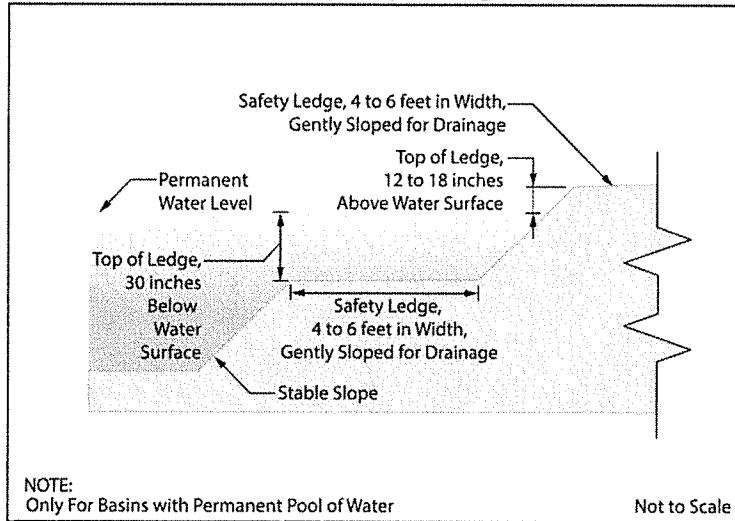 Safety Ledge, 4 to 6 feet in Width,
Gently Sloped for Drainage
Top of Ledge,
12 to 18 inches
Above Water Surface
Permanent
Water Level
Top of Ledge,
30 inches
Below
Water
Surface
Safety Ledge,
4 to 6 feet in Width,
Gently Sloped for Drainage
Stable Slope
NOTE:
Only For Basins with Permanent Pool of Water
Not to Scale